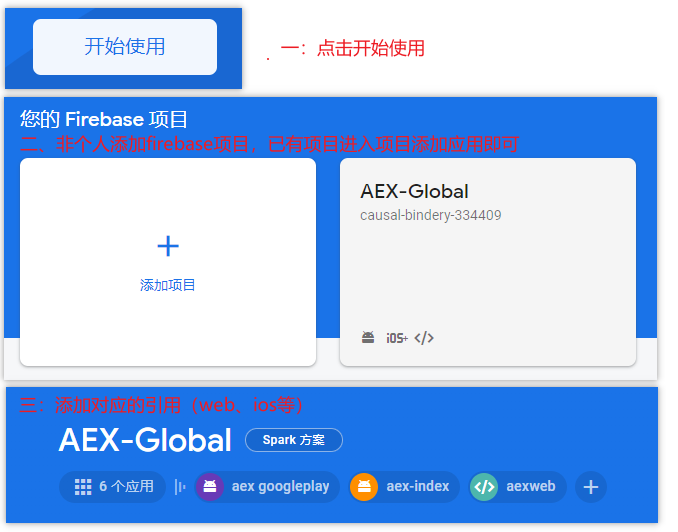 开始使用
一：点击开始使用
您的 Firebase 项目
二、非个人添加firebase项目，已有项目进入项目添加应用即可
添加项目
AEX-Global
causal-bindery-334409
iOS+
三：添加对应的引用（web、ios等）
AEX-Global
Spark 方案
6 个应用
aex googleplay
aex-index
aexweb